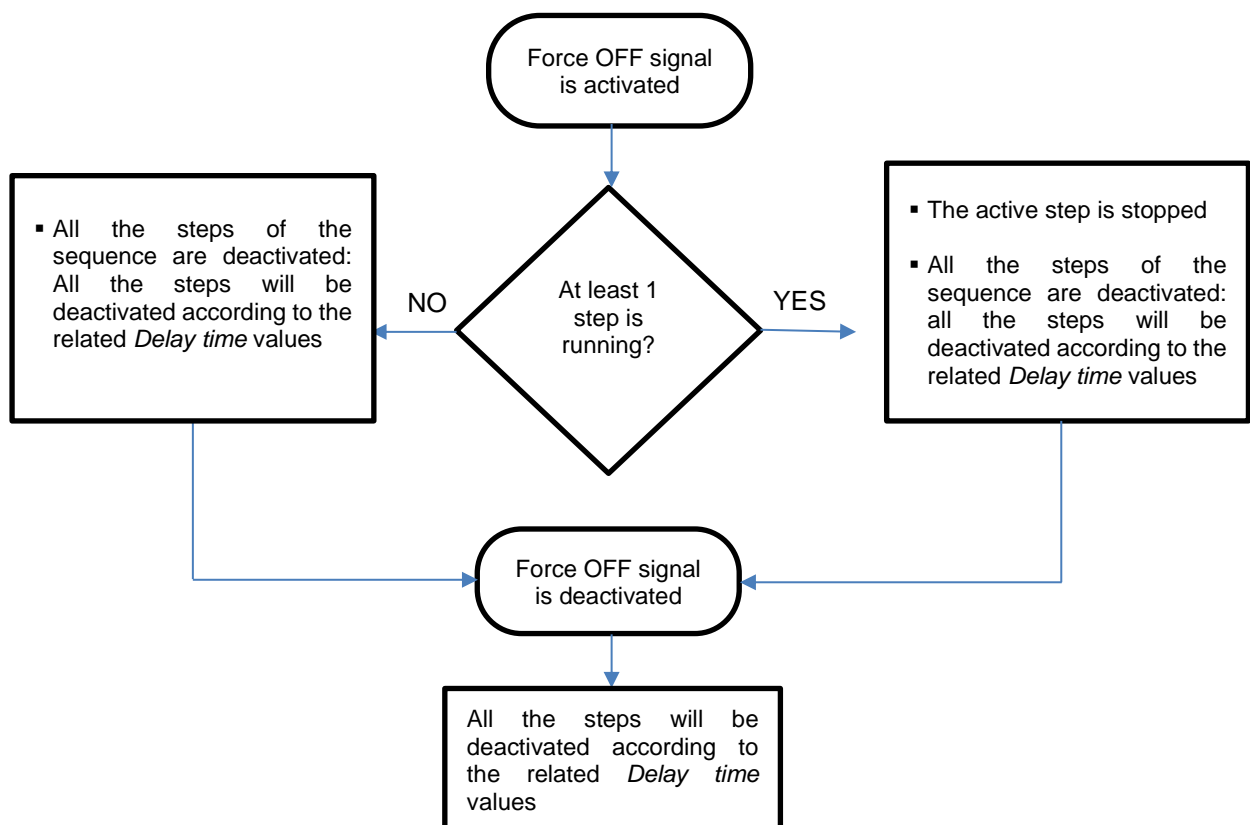 Force OFF signal
is activated
▪ All the steps of the
sequence are deactivated:
All the steps will be
deactivated according to the
related Delay time values
NO
At least 1
step is
running?
YES
▪ The active step is stopped
▪ All the steps of the
sequence are deactivated:
all the steps will be
deactivated according to the
related Delay time values
Force OFF signal
is deactivated
All the steps will be
deactivated according to
the related Delay time
values